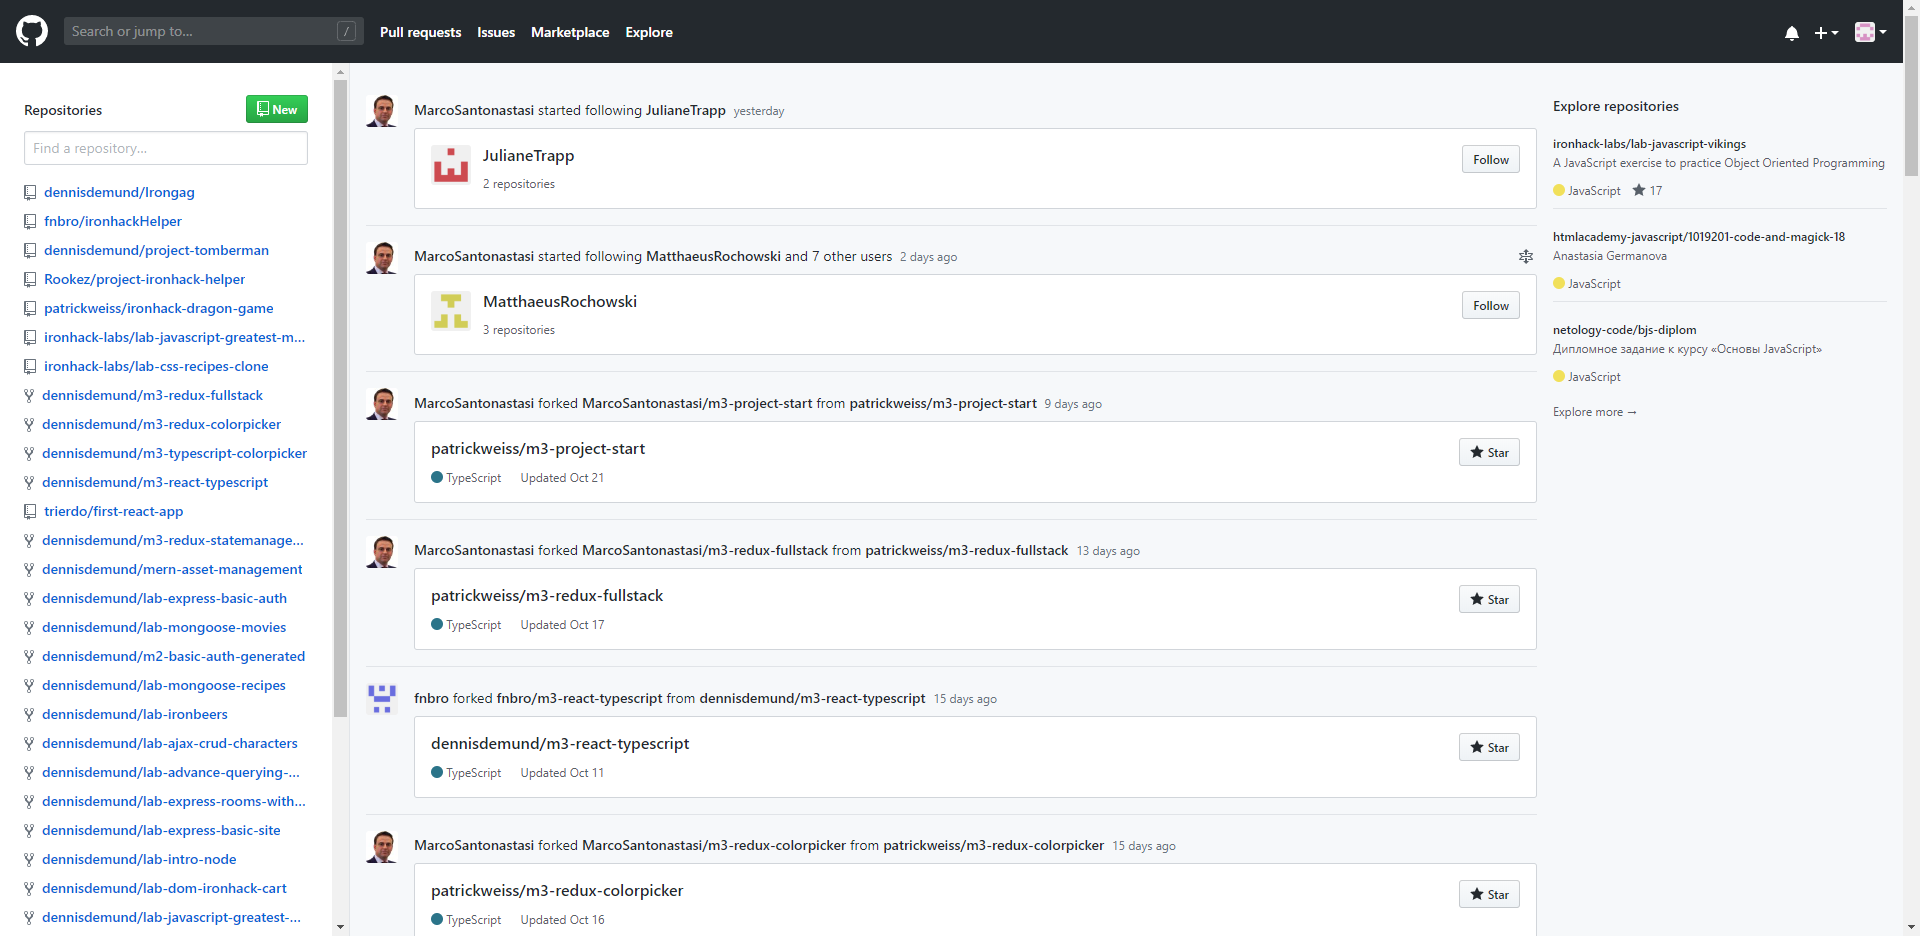 Search or jump to...
/
Pull requests
Issues
Marketplace
Explore
Repositories
New
Find a repository...
dennisdemund/Irongag
fnbro/ironhackHelper
dennisdemund/project-tomberman
Rookez/project-ironhack-helper
patrickweiss/ironhack-dragon-game
ironhack-labs/lab-javascript-greatest-m...
ironhack-labs/lab-css-recipes-clone
dennisdemund/m3-redux-fullstack
dennisdemund/m3-redux-colorpicker
dennisdemund/m3-typescript-colorpicker
dennisdemund/m3-react-typescript
trierdo/first-react-app
dennisdemund/m3-redux-statemanage...
dennisdemund/mern-asset-management
dennisdemund/lab-express-basic-auth
dennisdemund/lab-mongoose-movies
dennisdemund/m2-basic-auth-generated
dennisdemund/lab-mongoose-recipes
dennisdemund/lab-ironbeers
dennisdemund/lab-ajax-crud-characters
dennisdemund/lab-advance-querying-...
dennisdemund/lab-express-rooms-with...
dennisdemund/lab-express-basic-site
dennisdemund/lab-intro-node
dennisdemund/lab-dom-ironhack-cart
dennisdemund/lab-javascript-greatest-...
MarcoSantonastasi started following JulianeTrapp yesterday
JulianeTrapp
2 repositories
Follow
MarcoSantonastasi started following MatthaeusRochowski and 7 other users 2 days ago
MatthaeusRochowski
3 repositories
Follow
MarcoSantonastasi forked MarcoSantonastasi/m3-project-start from patrickweiss/m3-project-start 9 days ago
patrickweiss/m3-project-start
Star
TypeScript Updated Oct 21
MarcoSantonastasi forked MarcoSantonastasi/m3-redux-fullstack from patrickweiss/m3-redux-fullstack 13 days ago
patrickweiss/m3-redux-fullstack
Star
TypeScript Updated Oct 17
fnbro forked fnbro/m3-react-typescript from dennisdemund/m3-react-typescript 15 days ago
dennisdemund/m3-react-typescript
Star
TypeScript Updated Oct 11
MarcoSantonastasi forked MarcoSantonastasi/m3-redux-colorpicker from patrickweiss/m3-redux-colorpicker 15 days ago
patrickweiss/m3-redux-colorpicker
Star
TypeScript Updated Oct 16
Explore repositories
ironhack-labs/lab-javascript-vikings
A JavaScript exercise to practice Object Oriented Programming
JavaScript 17
htmlacademy-javascript/1019201-code-and-magick-18
Anastasia Germanova
JavaScript
netology-code/bjs-diplom
Дипломное задание к курсу «Основы JavaScript»
JavaScript
Explore more →